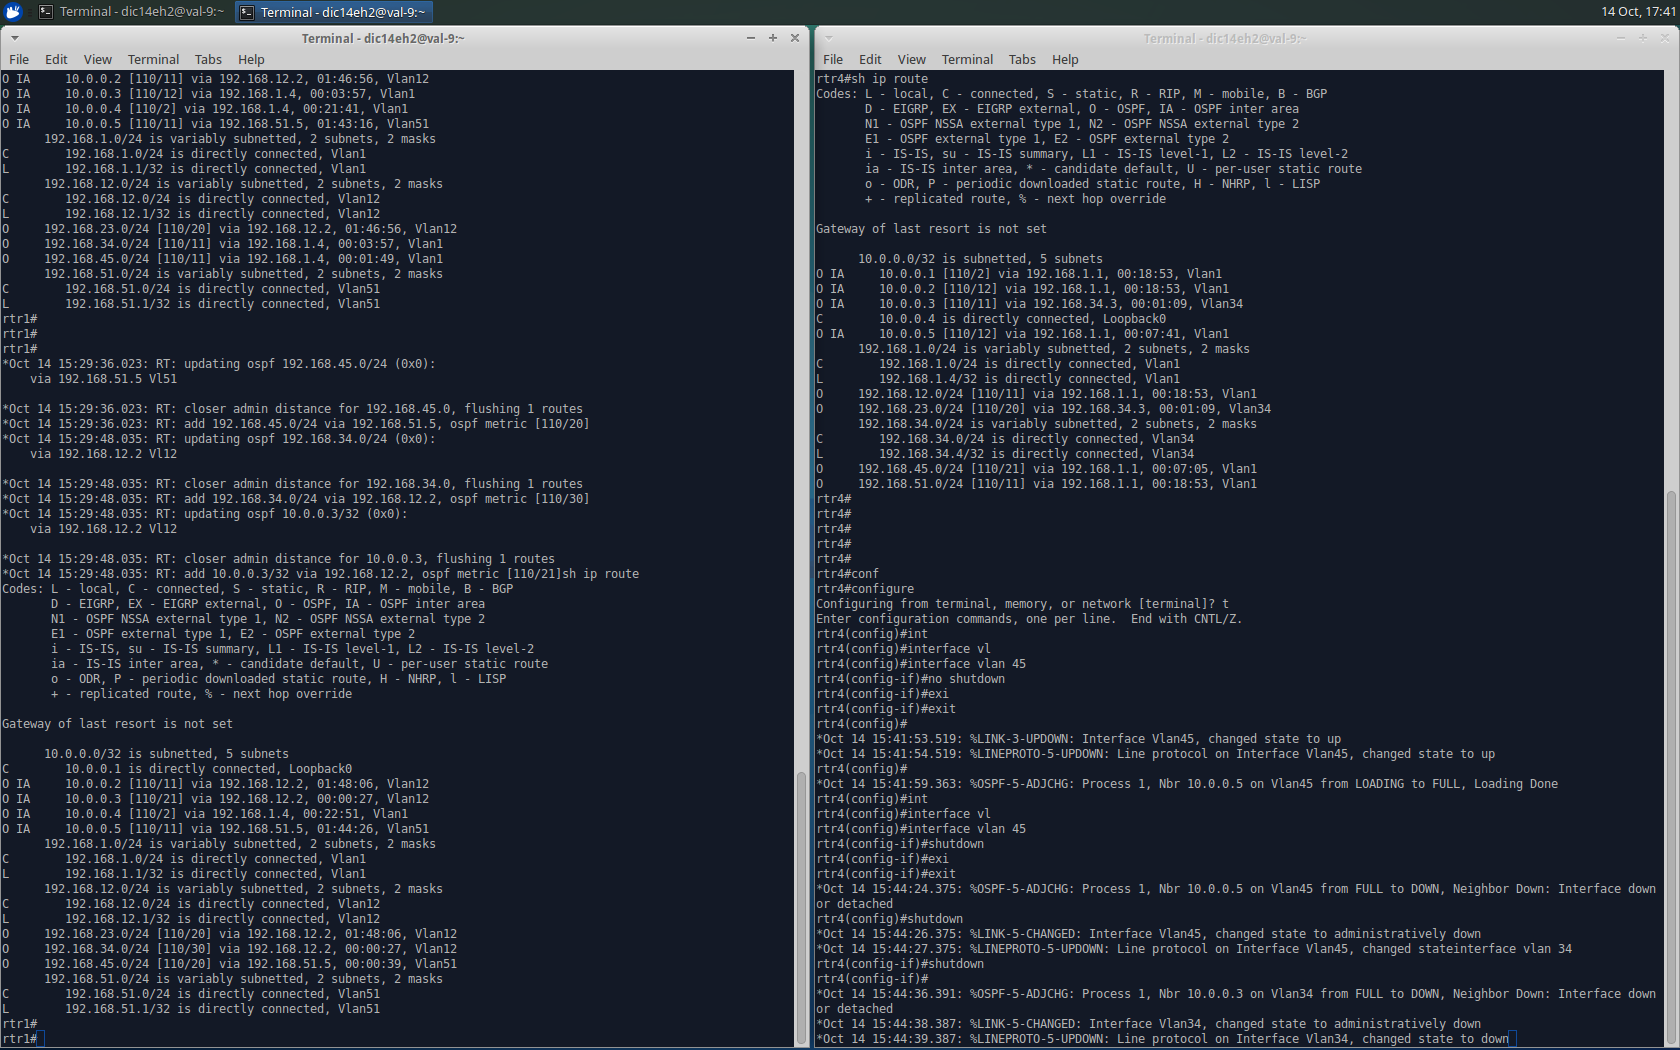 Terminal - dic14eh2@val-9:~
Terminal - dic14eh2@val-9:~
14 Oct, 17:41
Terminal - dic14eh2@val-9:~
File Edit View Terminal Tabs Help
O IA     10.0.0.2 [110/11] via 192.168.12.2, 01:46:56, Vlan12
O IA     10.0.0.3 [110/12] via 192.168.1.4, 00:03:57, Vlan1
O IA     10.0.0.4 [110/2] via 192.168.1.4, 00:21:41, Vlan1
O IA     10.0.0.5 [110/11] via 192.168.51.5, 01:43:16, Vlan51
      192.168.1.0/24 is variably subnetted, 2 subnets, 2 masks
C        192.168.1.0/24 is directly connected, Vlan1
L        192.168.1.1/32 is directly connected, Vlan1
      192.168.12.0/24 is variably subnetted, 2 subnets, 2 masks
C        192.168.12.0/24 is directly connected, Vlan12
L        192.168.12.1/32 is directly connected, Vlan12
O     192.168.23.0/24 [110/20] via 192.168.12.2, 01:46:56, Vlan12
O     192.168.34.0/24 [110/11] via 192.168.1.4, 00:03:57, Vlan1
O     192.168.45.0/24 [110/11] via 192.168.1.4, 00:01:49, Vlan1
      192.168.51.0/24 is variably subnetted, 2 subnets, 2 masks
C        192.168.51.0/24 is directly connected, Vlan51
L        192.168.51.1/32 is directly connected, Vlan51
rtr1#
rtr1#
rtr1#
*Oct 14 15:29:36.023: RT: updating ospf 192.168.45.0/24 (0x0):
    via 192.168.51.5 Vl51
*Oct 14 15:29:36.023: RT: closer admin distance for 192.168.45.0, flushing 1 routes
*Oct 14 15:29:36.023: RT: add 192.168.45.0/24 via 192.168.51.5, ospf metric [110/20]
*Oct 14 15:29:48.035: RT: updating ospf 192.168.34.0/24 (0x0):
    via 192.168.12.2 Vl12
*Oct 14 15:29:48.035: RT: closer admin distance for 192.168.34.0, flushing 1 routes
*Oct 14 15:29:48.035: RT: add 192.168.34.0/24 via 192.168.12.2, ospf metric [110/30]
*Oct 14 15:29:48.035: RT: updating ospf 10.0.0.3/32 (0x0):
    via 192.168.12.2 Vl12
*Oct 14 15:29:48.035: RT: closer admin distance for 10.0.0.3, flushing 1 routes
*Oct 14 15:29:48.035: RT: add 10.0.0.3/32 via 192.168.12.2, ospf metric [110/21]sh ip route
Codes: L - local, C - connected, S - static, R - RIP, M - mobile, B - BGP
       D - EIGRP, EX - EIGRP external, O - OSPF, IA - OSPF inter area
       N1 - OSPF NSSA external type 1, N2 - OSPF NSSA external type 2
       E1 - OSPF external type 1, E2 - OSPF external type 2
       i - IS-IS, su - IS-IS summary, L1 - IS-IS level-1, L2 - IS-IS level-2
       ia - IS-IS inter area, * - candidate default, U - per-user static route
       o - ODR, P - periodic downloaded static route, H - NHRP, l - LISP
       + - replicated route, % - next hop override
Gateway of last resort is not set
      10.0.0.0/32 is subnetted, 5 subnets
C        10.0.0.1 is directly connected, Loopback0
O IA     10.0.0.2 [110/11] via 192.168.12.2, 01:48:06, Vlan12
O IA     10.0.0.3 [110/21] via 192.168.12.2, 00:00:27, Vlan12
O IA     10.0.0.4 [110/2] via 192.168.1.4, 00:22:51, Vlan1
O IA     10.0.0.5 [110/11] via 192.168.51.5, 01:44:26, Vlan51
      192.168.1.0/24 is variably subnetted, 2 subnets, 2 masks
C        192.168.1.0/24 is directly connected, Vlan1
L        192.168.1.1/32 is directly connected, Vlan1
      192.168.12.0/24 is variably subnetted, 2 subnets, 2 masks
C        192.168.12.0/24 is directly connected, Vlan12
L        192.168.12.1/32 is directly connected, Vlan12
O     192.168.23.0/24 [110/20] via 192.168.12.2, 01:48:06, Vlan12
O     192.168.34.0/24 [110/30] via 192.168.12.2, 00:00:27, Vlan12
O     192.168.45.0/24 [110/20] via 192.168.51.5, 00:00:39, Vlan51
      192.168.51.0/24 is variably subnetted, 2 subnets, 2 masks
C        192.168.51.0/24 is directly connected, Vlan51
L        192.168.51.1/32 is directly connected, Vlan51
rtr1#
rtr1#
Terminal - dic14eh2@val-9:~
File Edit View Terminal Tabs Help
rtr4#sh ip route
Codes: L - local, C - connected, S - static, R - RIP, M - mobile, B - BGP
       D - EIGRP, EX - EIGRP external, O - OSPF, IA - OSPF inter area
       N1 - OSPF NSSA external type 1, N2 - OSPF NSSA external type 2
       E1 - OSPF external type 1, E2 - OSPF external type 2
       i - IS-IS, su - IS-IS summary, L1 - IS-IS level-1, L2 - IS-IS level-2
       ia - IS-IS inter area, * - candidate default, U - per-user static route
       o - ODR, P - periodic downloaded static route, H - NHRP, l - LISP
       + - replicated route, % - next hop override
Gateway of last resort is not set
      10.0.0.0/32 is subnetted, 5 subnets
O IA     10.0.0.1 [110/2] via 192.168.1.1, 00:18:53, Vlan1
O IA     10.0.0.2 [110/12] via 192.168.1.1, 00:18:53, Vlan1
O IA     10.0.0.3 [110/11] via 192.168.34.3, 00:01:09, Vlan34
C        10.0.0.4 is directly connected, Loopback0
O IA     10.0.0.5 [110/12] via 192.168.1.1, 00:07:41, Vlan1
      192.168.1.0/24 is variably subnetted, 2 subnets, 2 masks
C        192.168.1.0/24 is directly connected, Vlan1
L        192.168.1.4/32 is directly connected, Vlan1
O     192.168.12.0/24 [110/11] via 192.168.1.1, 00:18:53, Vlan1
O     192.168.23.0/24 [110/20] via 192.168.34.3, 00:01:09, Vlan34
      192.168.34.0/24 is variably subnetted, 2 subnets, 2 masks
C        192.168.34.0/24 is directly connected, Vlan34
L        192.168.34.4/32 is directly connected, Vlan34
O     192.168.45.0/24 [110/21] via 192.168.1.1, 00:07:05, Vlan1
O     192.168.51.0/24 [110/11] via 192.168.1.1, 00:18:53, Vlan1
rtr4#
rtr4#
rtr4#
rtr4#
rtr4#
rtr4#conf
rtr4#configure
Configuring from terminal, memory, or network [terminal]? t
Enter configuration commands, one per line.  End with CNTL/Z.
rtr4(config)#int
rtr4(config)#interface vl
rtr4(config)#interface vlan 45
rtr4(config-if)#no shutdown
rtr4(config-if)#exi
rtr4(config-if)#exit
rtr4(config)#
*Oct 14 15:41:53.519: %LINK-3-UPDOWN: Interface Vlan45, changed state to up
*Oct 14 15:41:54.519: %LINEPROTO-5-UPDOWN: Line protocol on Interface Vlan45, changed state to up
rtr4(config)#
*Oct 14 15:41:59.363: %OSPF-5-ADJCHG: Process 1, Nbr 10.0.0.5 on Vlan45 from LOADING to FULL, Loading Done
rtr4(config)#int
rtr4(config)#interface vl
rtr4(config)#interface vlan 45
rtr4(config-if)#shutdown
rtr4(config-if)#exi
rtr4(config-if)#exit
*Oct 14 15:44:24.375: %OSPF-5-ADJCHG: Process 1, Nbr 10.0.0.5 on Vlan45 from FULL to DOWN, Neighbor Down: Interface down
or detached
rtr4(config)#shutdown
*Oct 14 15:44:26.375: %LINK-5-CHANGED: Interface Vlan45, changed state to administratively down
*Oct 14 15:44:27.375: %LINEPROTO-5-UPDOWN: Line protocol on Interface Vlan45, changed stateinterface vlan 34
rtr4(config-if)#shutdown
rtr4(config-if)#
*Oct 14 15:44:36.391: %OSPF-5-ADJCHG: Process 1, Nbr 10.0.0.3 on Vlan34 from FULL to DOWN, Neighbor Down: Interface down
or detached
*Oct 14 15:44:38.387: %LINK-5-CHANGED: Interface Vlan34, changed state to administratively down
*Oct 14 15:44:39.387: %LINEPROTO-5-UPDOWN: Line protocol on Interface Vlan34, changed state to down